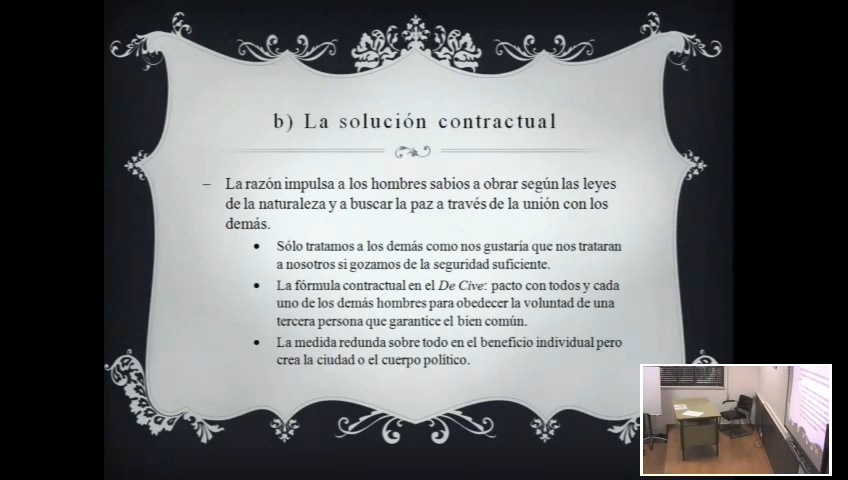 b) La solución contractual
– La razón impulsa a los hombres sabios a obrar según las leyes
de la naturaleza y a buscar la paz a través de la unión con los
demás.
• Sólo tratamos a los demás como nos gustaría que nos trataran
a nosotros si gozamos de la seguridad suficiente.
• La fórmula contractual en el De Cive: pacto con todos y cada
uno de los demás hombres para obedecer la voluntad de una
tercera persona que garantice el bien común.
• La medida redunda sobre todo en el beneficio individual pero
crea la ciudad o el cuerpo político.